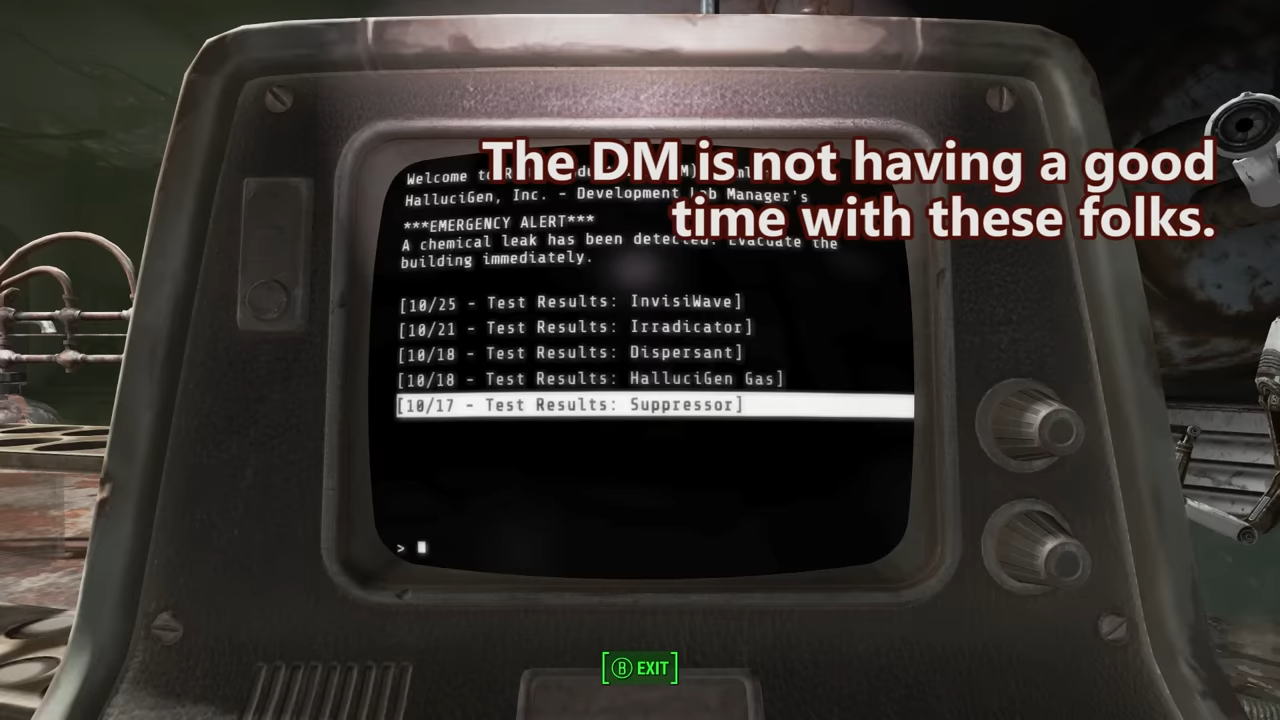 The DM is not having a good
time with these folks.
Welcome to
HalluciGen, Inc. - Development Lab Manager's
***EMERGENCY ALERT***
A chemical leak has been detected. Evacuate the
building immediately.
[10/25 - Test Results: InvisiWave]
[10/21 - Test Results: Irradicator]
[10/18 - Test Results: Dispersant]
[10/18 - Test Results: HalluciGen Gas]
[10/17 - Test Results: Suppressor]
>
B EXIT